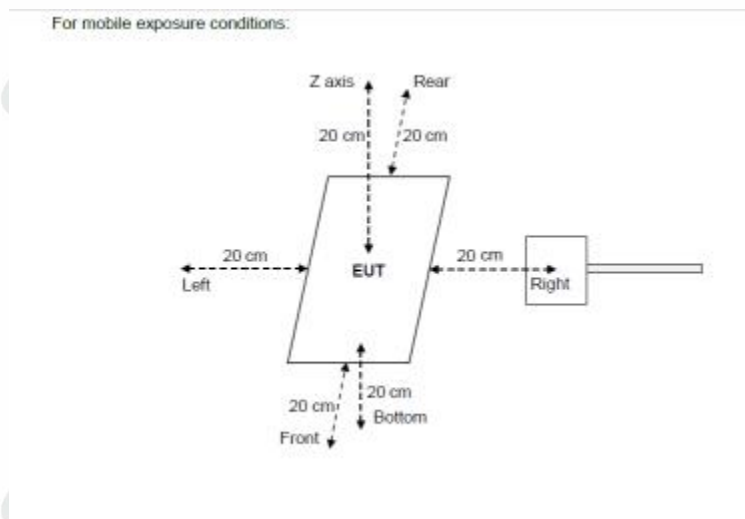 For mobile exposure conditions:
Z axis
Rear
20 cm
20 cm
20 cm
20 cm
EUT
Left
Right
20 cm
20 cm
Bottom
Front